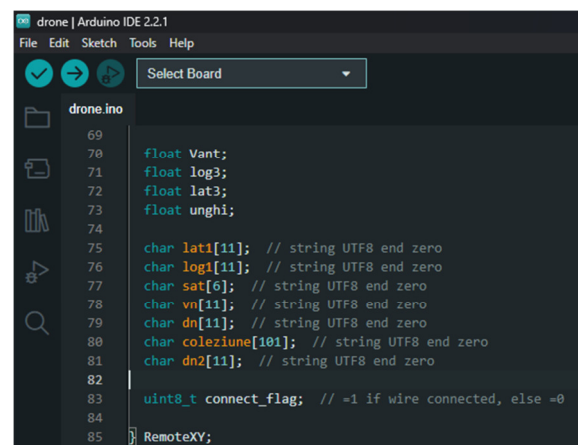 drone | Arduino IDE 2.2.1
File Edit Sketch Tools Help
Select Board
drone.ino
69
70 float Vant;
71 float log3;
72 float lat3;
73 float unghi;
74
75 char lat1[11]; // string UTF8 end zero
76 char log1[11]; // string UTF8 end zero
77 char sat[6]; // string UTF8 end zero
78 char vn[11]; // string UTF8 end zero
79 char dn[11]; // string UTF8 end zero
80 char coleziune[101]; // string UTF8 end zero
81 char dn2[11]; // string UTF8 end zero
82
83 uint8_t connect_flag; // =1 if wire connected, else =0
84
85 } RemoteXY;